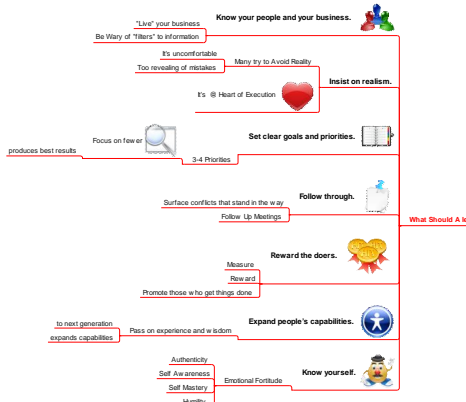 Know your people and your business.
"Live" your business
Be Wary of "filters" to information
Insist on realism.
Many try to Avoid Reality
It's uncomfortable
Too revealing of mistakes
It's @ Heart of Execution
Set clear goals and priorities.
3-4 Priorities
Focus on fewer
produces best results
Follow through.
Surface conflicts that stand in the way
Follow Up Meetings
Reward the doers.
Measure
Reward
Promote those who get things done
Expand people's capabilities.
Pass on experience and wisdom
to next generation
expands capabilities
Know yourself.
Emotional Fortitude
Authenticity
Self Awareness
Self Mastery
Humility
What Should A